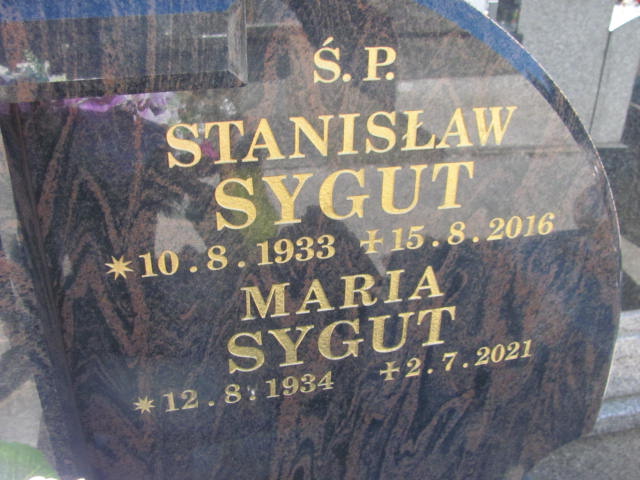 Ś.P.
STANISŁAW
SYGUT
✷10.8.1933 ✝15.8.2016
MARIA
SYGUT
✷12.8.1934 ✝2.7.2021